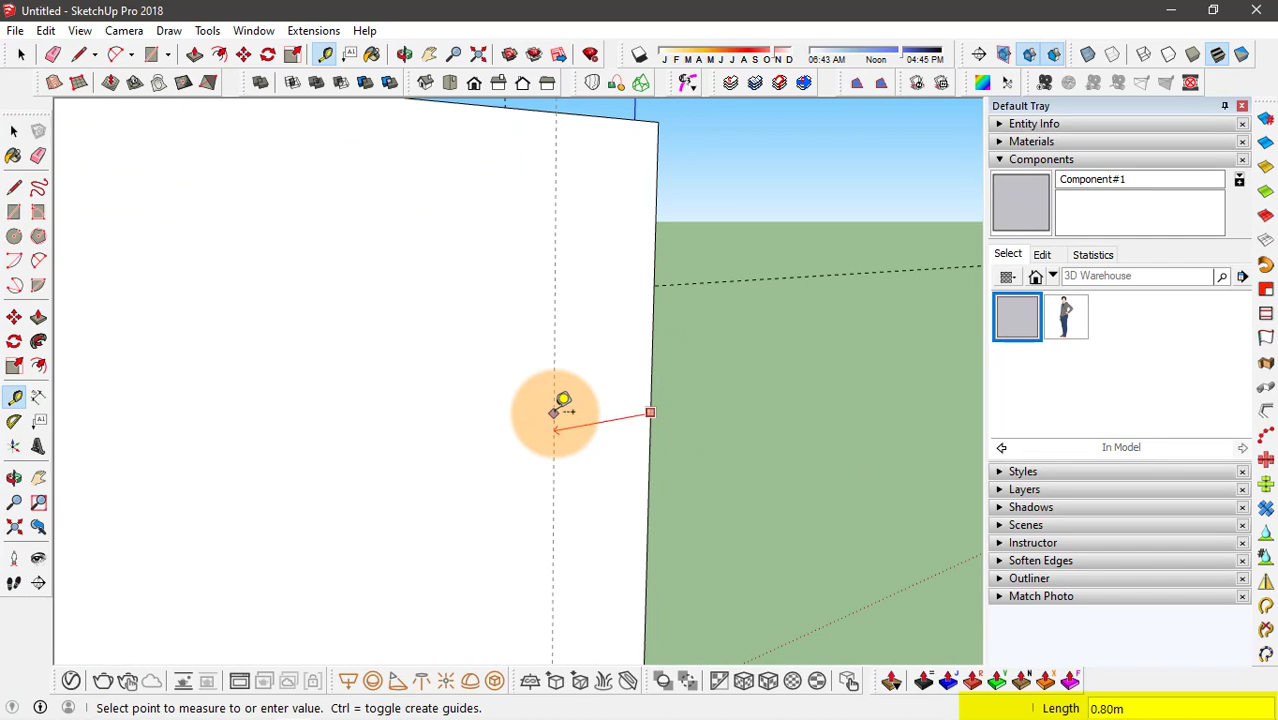 Untitled - SketchUp Pro 2018
File Edit View Camera Draw Tools Window Extensions Help
J F M A M J J A S O N D 06:43 AM Noon 04:45 PM
Default Tray
Entity Info
Materials
Components
Component#1
Select Edit Statistics
3D Warehouse
In Model
Styles
Layers
Shadows
Scenes
Instructor
Soften Edges
Outliner
Match Photo
Select point to measure to or enter value. Ctrl = toggle create guides. Length 0.80m